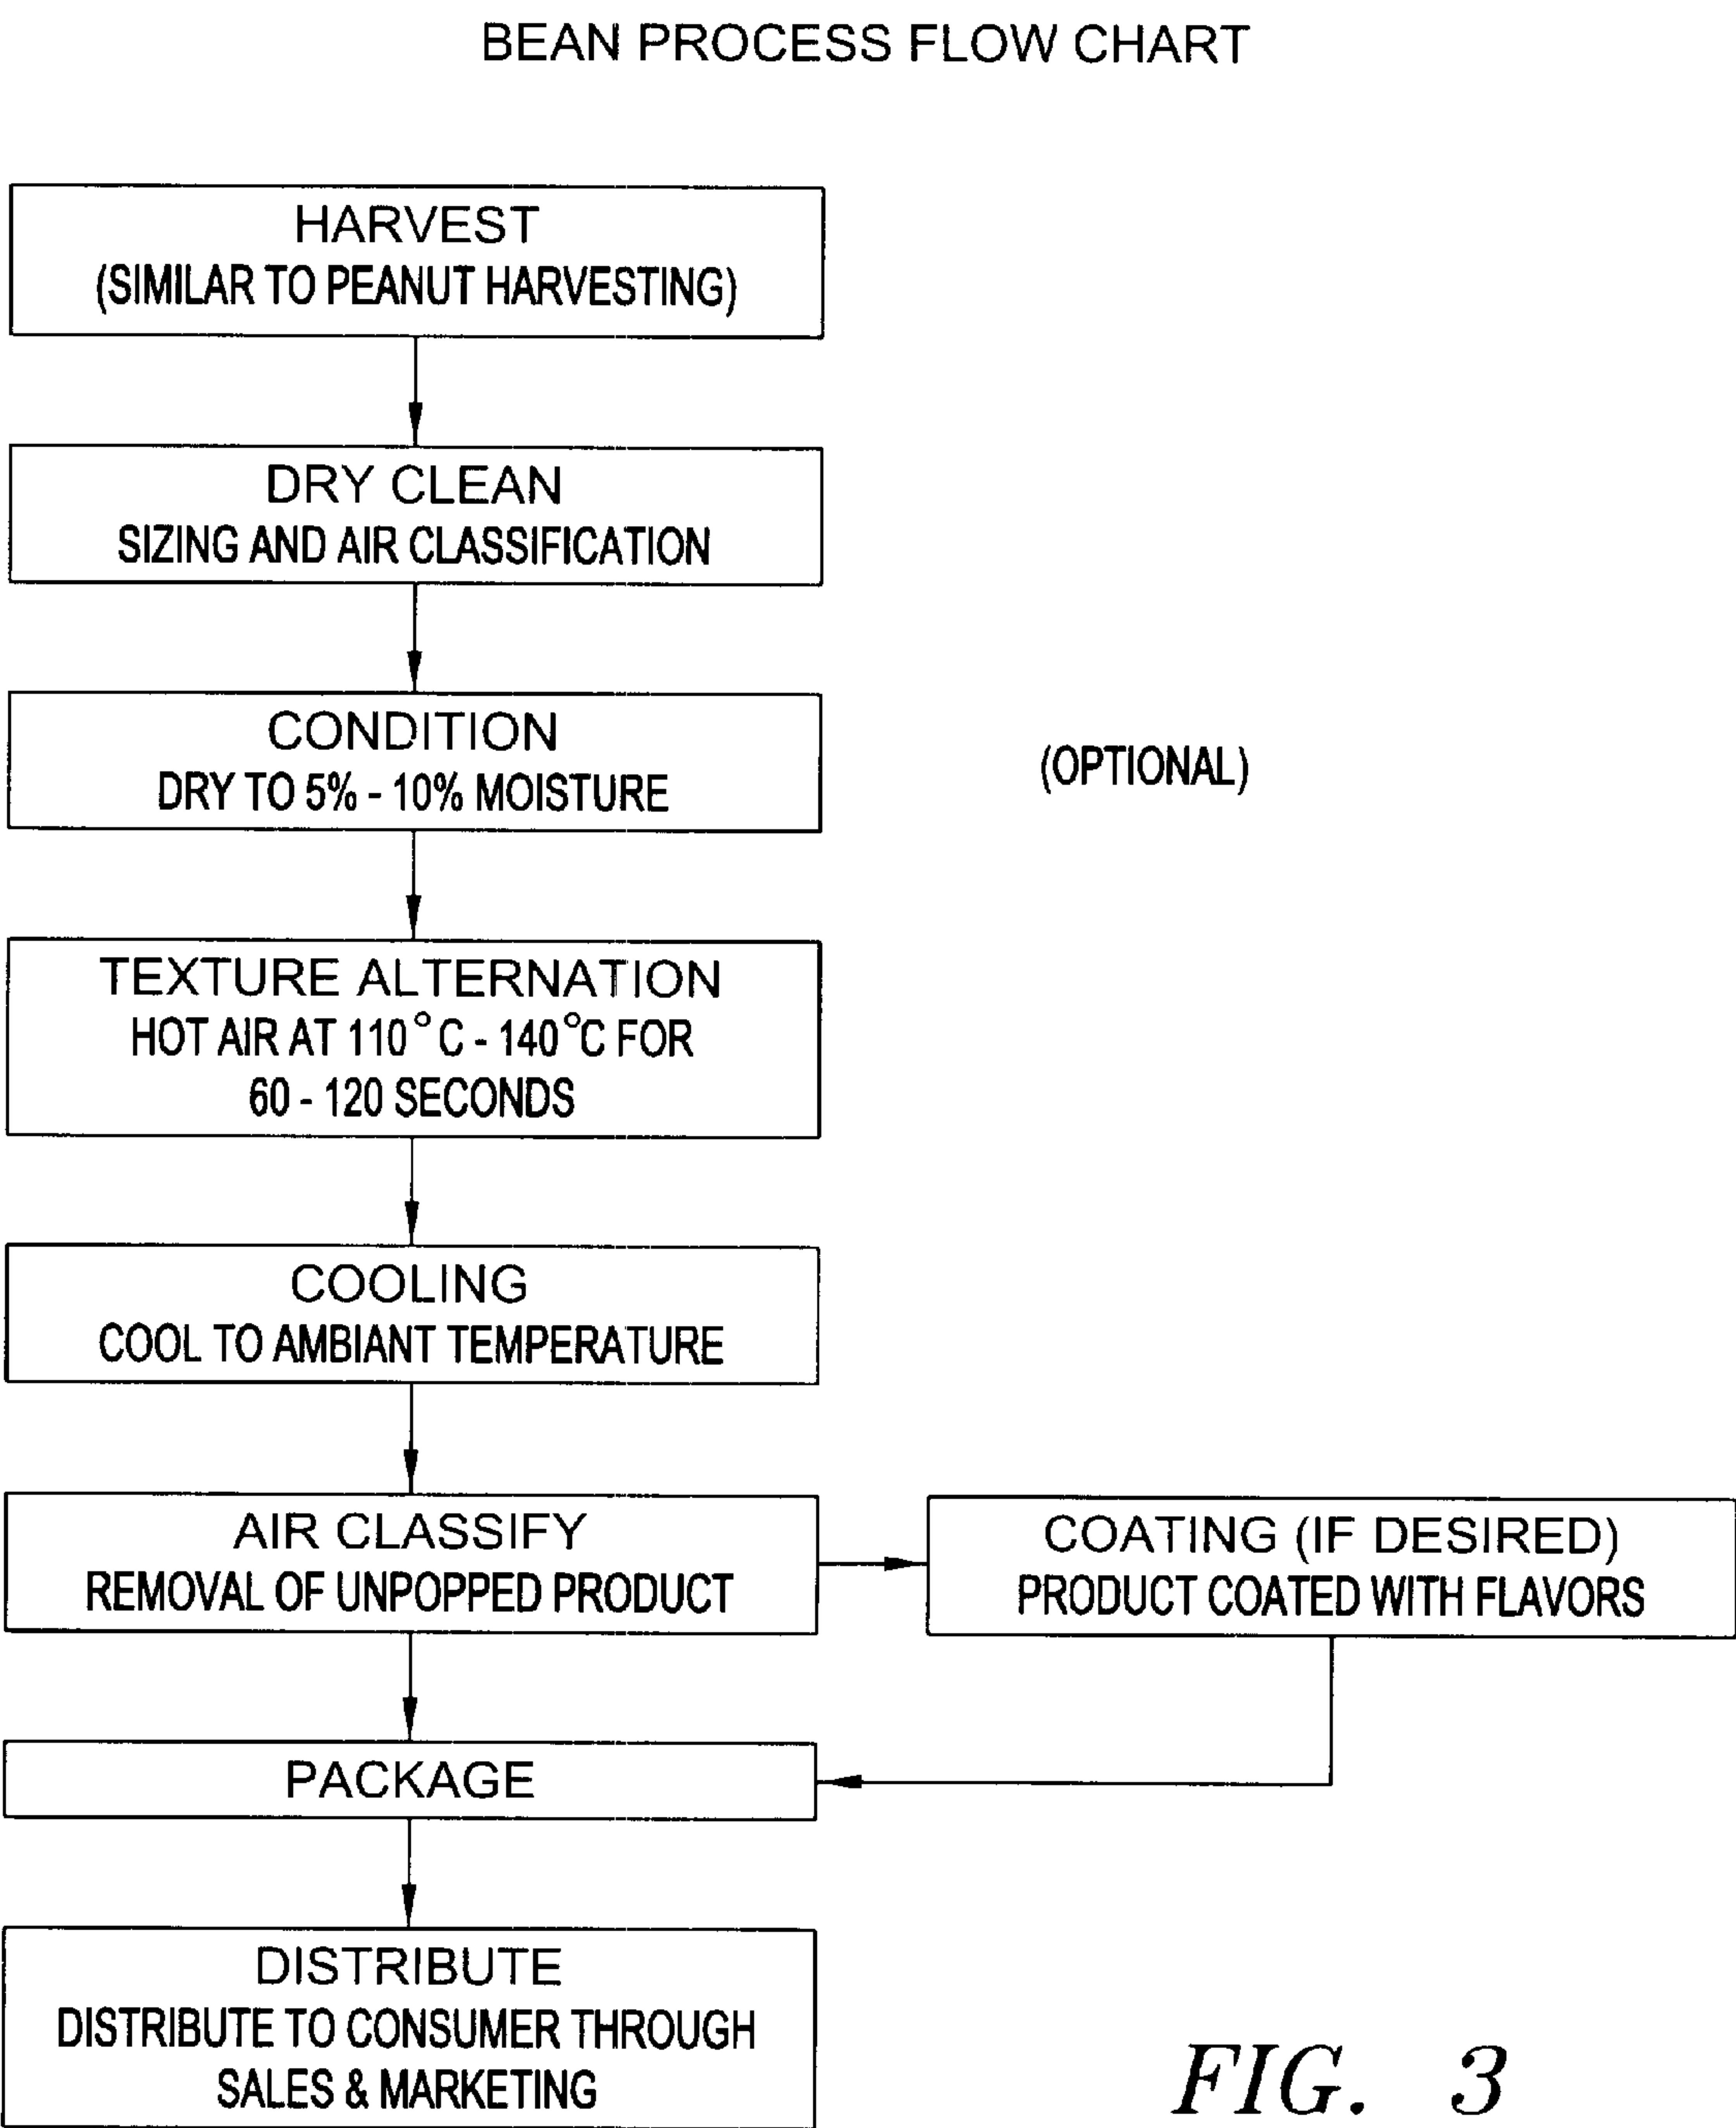 BEAN PROCESS FLOW CHART
HARVEST
(SIMILAR TO PEANUT HARVESTING)
DRY CLEAN
SIZING AND AIR CLASSIFICATION
CONDITION
DRY TO 5% - 10% MOISTURE
(OPTIONAL)
TEXTURE ALTERNATION
HOT AIR AT 110°C - 140°C FOR
60 - 120 SECONDS
COOLING
COOL TO AMBIANT TEMPERATURE
AIR CLASSIFY
REMOVAL OF UNPOPPED PRODUCT
COATING (IF DESIRED)
PRODUCT COATED WITH FLAVORS
PACKAGE
DISTRIBUTE
DISTRIBUTE TO CONSUMER THROUGH
SALES & MARKETING
FIG. 3